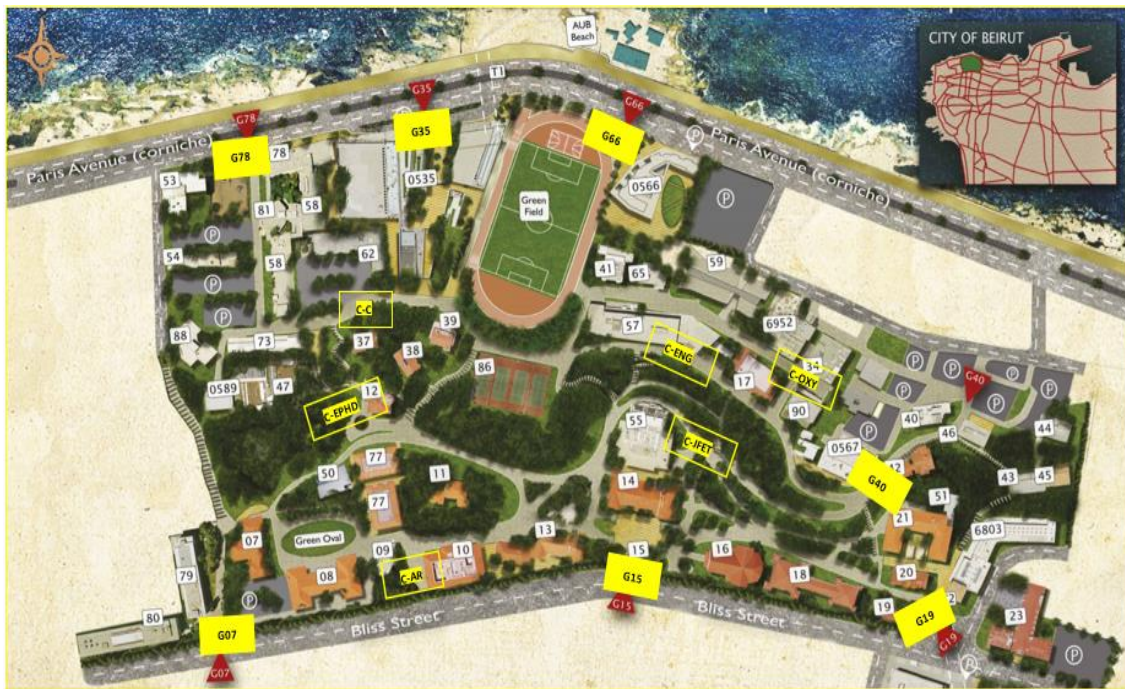 AUB
Beach
CITY OF BEIRUT
T1
G35
G78
G66
G35
G66
G78
Paris Avenue (corniche)
P
Paris Avenue (corniche)
78
53
0535
0566
58
81
P
Green
Field
P
54
58
62
59
41
65
P
P
C-C
57
6952
88
73
37
39
38
C-ENG
34
P
P
P
G40
P
86
17
C-OXY
P
P
0589
47
12
C-EPHD
90
40
46
44
55
C-JFET
P
0567
42
50
77
11
14
G40
43
45
51
77
21
6803
07
Green Oval
13
09
10
15
16
79
08
C-AR
G15
18
20
P
19
2
23
80
G07
Bliss Street
G15
Bliss Street
G19
G19
P
G07
P